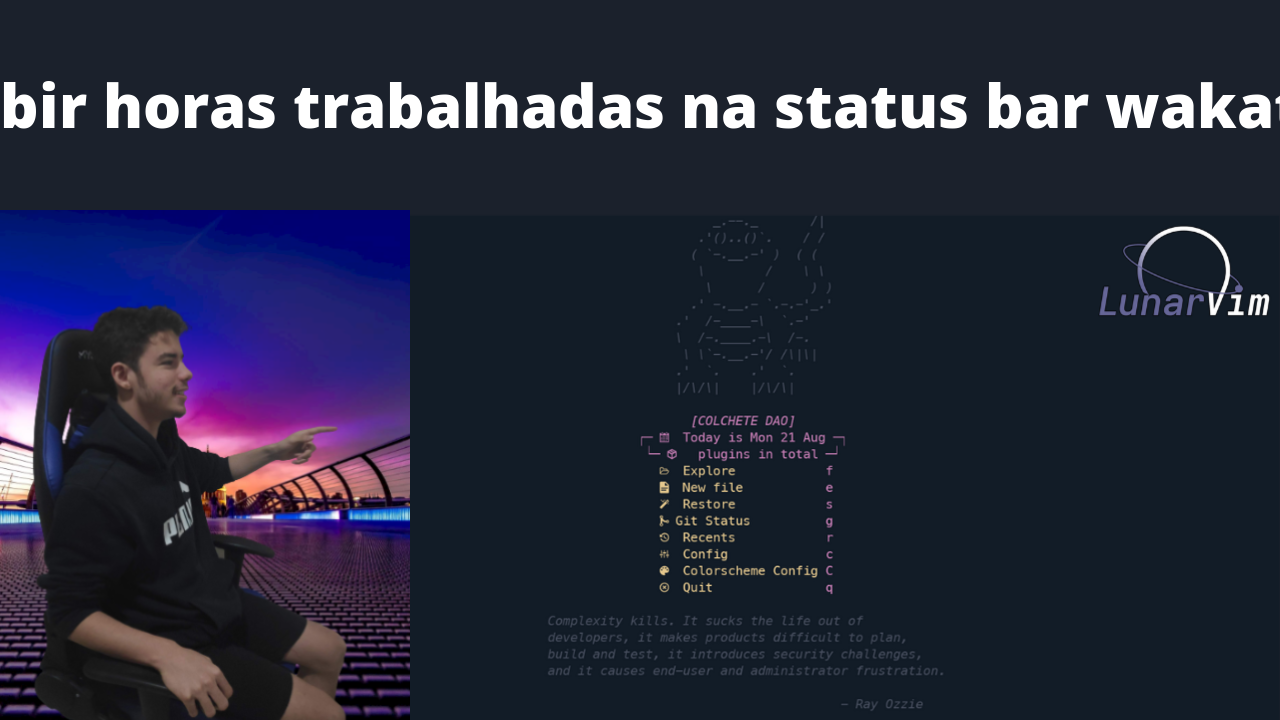 bir horas trabalhadas na status bar waka
LunarVim
[COLCHETE DAO]
Today is Mon 21 Aug
plugins in total
Explore f
New file e
Restore s
Git Status g
Recents r
Config c
Colorscheme Config C
Quit q
Complexity kills. It sucks the life out of
developers, it makes products difficult to plan,
build and test, it introduces security challenges,
and it causes end-user and administrator frustration.
— Ray Ozzie